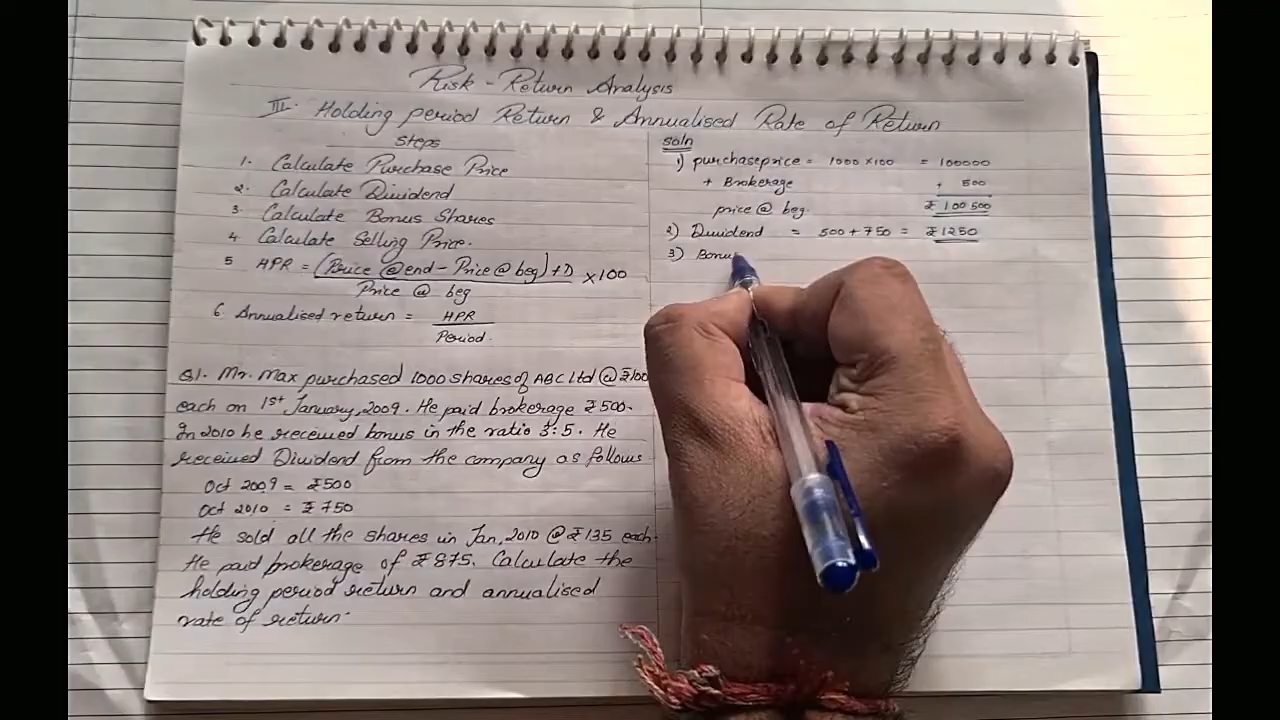 Risk - Return Analysis
III. Holding period Return & Annualised Rate of Return
Steps
1. Calculate Purchase Price
2. Calculate Dividend
3 Calculate Bonus Shares
4 Calculate Selling Price.
5 HPR = (Price @ end - Price @ beg) + D × 100
Price @ beg
6. Annualised return = HPR
Period.
Q1. Mr. Max purchased 1000 shares of ABC Ltd @ ₹100
each on 1st January, 2009. He paid brokerage ₹500.
In 2010 he received bonus in the ratio 3:5. He
received Dividend from the company as follows
Oct 2009 = ₹500
Oct 2010 = ₹750
He sold all the shares in Jan, 2010 @ ₹135 each.
He paid brokerage of ₹875. Calculate the
holding period return and annualised
rate of return.
Soln
1) purchase price = 1000 × 100 = 100000
+ Brokerage + 500
price @ beg. ₹ 100 500
2) Dividend = 500 + 750 = ₹1250
3) Bonu